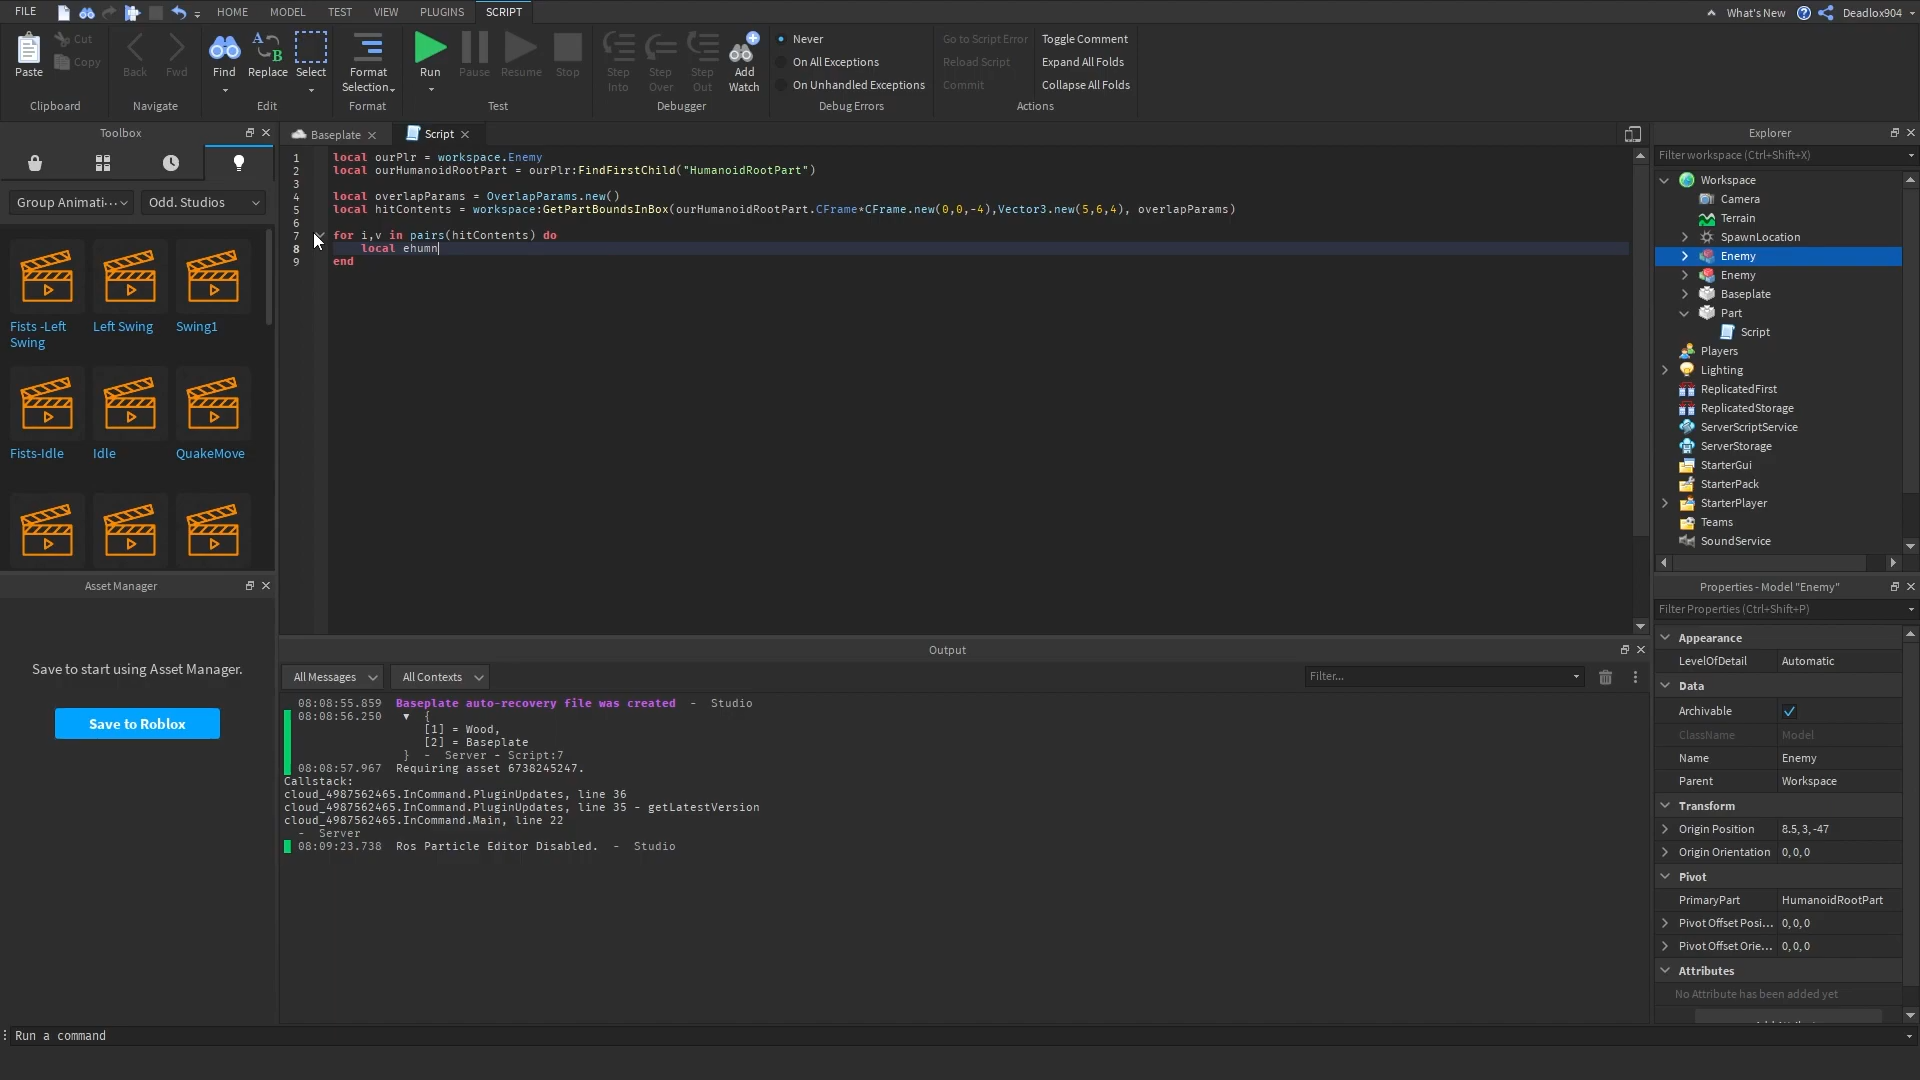 FILE HOME MODEL TEST VIEW PLUGINS SCRIPT What's New Deadlox904
Paste Cut Copy
Clipboard
Back Fwd
Navigate
Find Replace Select
Edit
Format Selection
Format
Run Pause Resume Stop
Test
Step Into Step Over Step Out Add Watch
Debugger
Never
On All Exceptions
On Unhandled Exceptions
Debug Errors
Go to Script Error
Reload Script
Commit
Toggle Comment
Expand All Folds
Collapse All Folds
Actions
Toolbox
Group Animati··· Odd. Studios
Fists -Left Swing Left Swing Swing1
Fists-Idle Idle QuakeMove
Asset Manager
Save to start using Asset Manager.
Save to Roblox
Baseplate Script
1 local ourPlr = workspace.Enemy
2 local ourHumanoidRootPart = ourPlr:FindFirstChild("HumanoidRootPart")
3
4 local overlapParams = OverlapParams.new()
5 local hitContents = workspace:GetPartBoundsInBox(ourHumanoidRootPart.CFrame*CFrame.new(0,0,-4),Vector3.new(5,6,4), overlapParams)
6
7 for i,v in pairs(hitContents) do
8 local ehumn
9 end
Output
All Messages All Contexts Filter...
08:08:55.859 Baseplate auto-recovery file was created - Studio
08:08:56.250 ▼ {
[1] = Wood,
[2] = Baseplate
} - Server - Script:7
08:08:57.967 Requiring asset 6738245247.
Callstack:
cloud_4987562465.InCommand.PluginUpdates, line 36
cloud_4987562465.InCommand.PluginUpdates, line 35 - getLatestVersion
cloud_4987562465.InCommand.Main, line 22
- Server
08:09:23.738 Ros Particle Editor Disabled. - Studio
Explorer
Filter workspace (Ctrl+Shift+X)
Workspace
Camera
Terrain
SpawnLocation
Enemy
Enemy
Baseplate
Part
Script
Players
Lighting
ReplicatedFirst
ReplicatedStorage
ServerScriptService
ServerStorage
StarterGui
StarterPack
StarterPlayer
Teams
SoundService
Properties - Model "Enemy"
Filter Properties (Ctrl+Shift+P)
Appearance
LevelOfDetail Automatic
Data
Archivable
ClassName Model
Name Enemy
Parent Workspace
Transform
Origin Position 8.5, 3, -47
Origin Orientation 0, 0, 0
Pivot
PrimaryPart HumanoidRootPart
Pivot Offset Posi... 0, 0, 0
Pivot Offset Orie... 0, 0, 0
Attributes
No Attribute has been added yet
Run a command